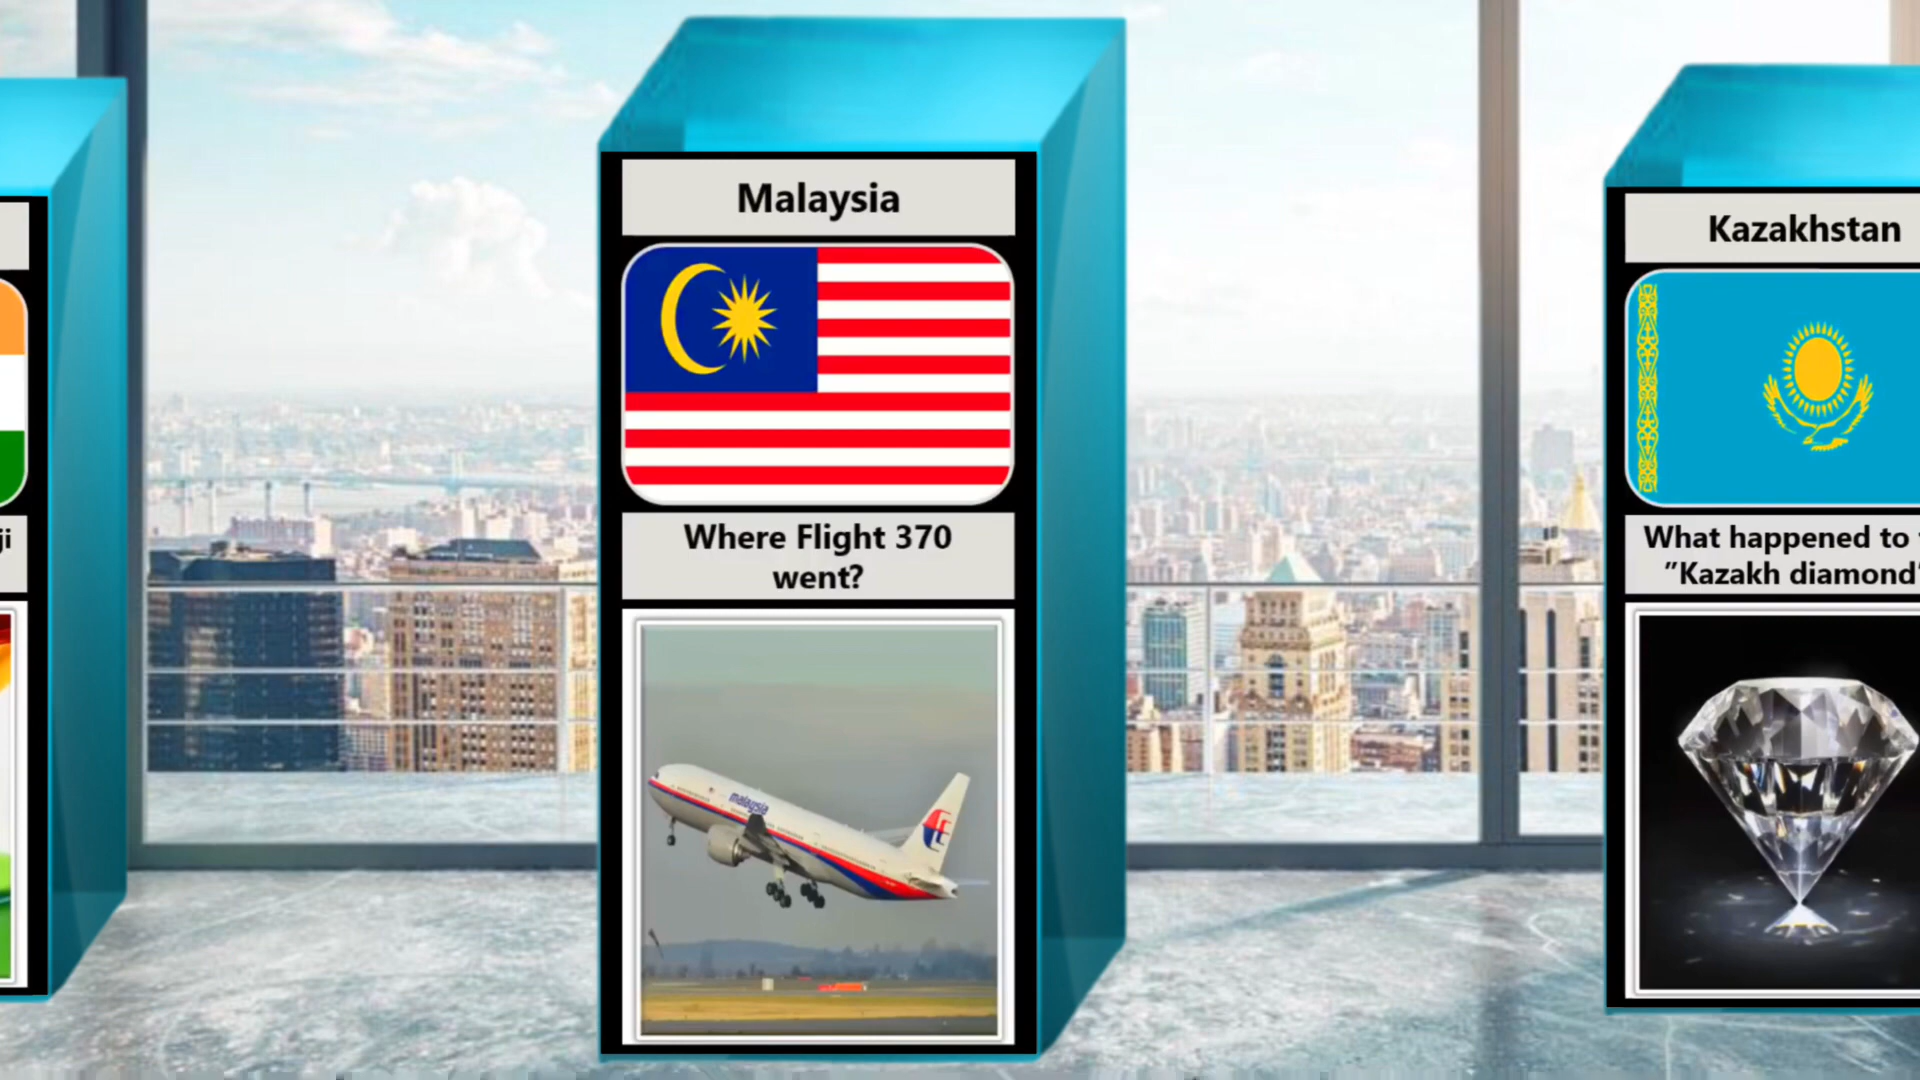 Malaysia
Where Flight 370
went?
malaysia
Kazakhstan
What happened to
"Kazakh diamond"